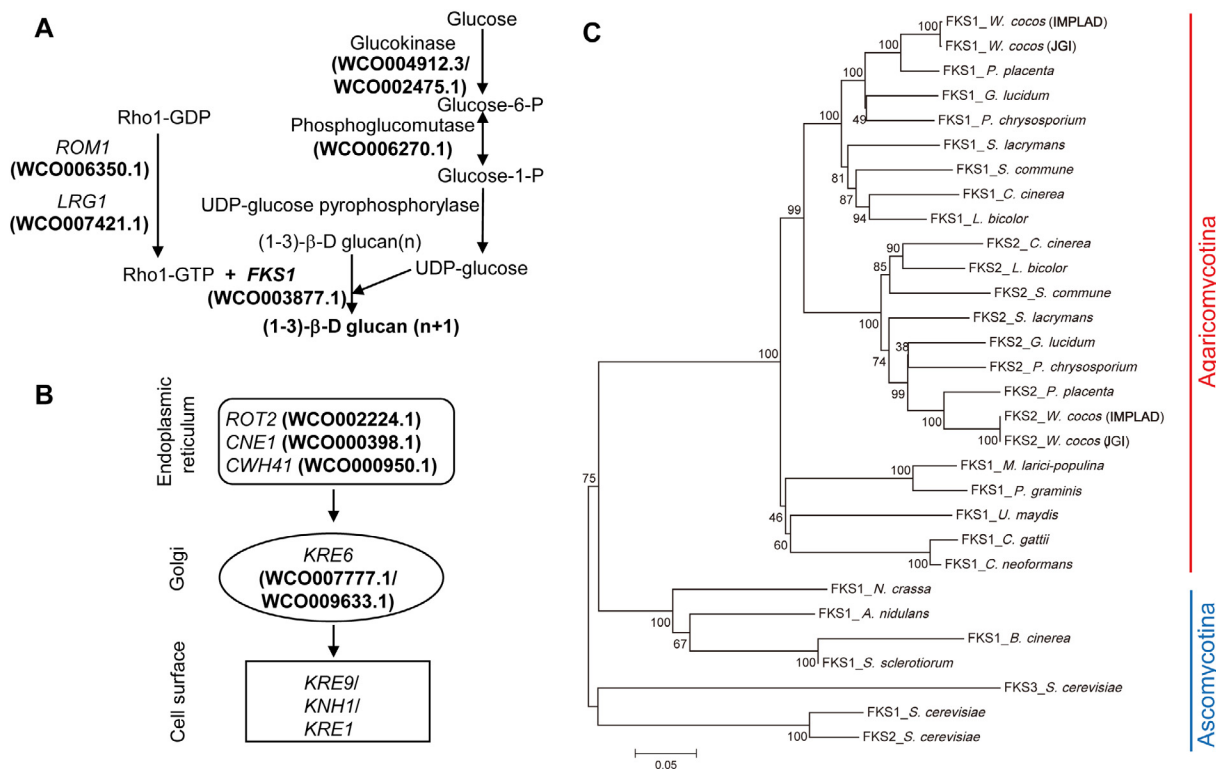 A
Glucose
Glucokinase
(WCO004912.3/
WCO002475.1)
Glucose-6-P
Phosphoglucomutase
(WCO006270.1)
Glucose-1-P
UDP-glucose pyrophosphorylase
UDP-glucose
Rho1-GDP
ROM1
(WCO006350.1)
LRG1
(WCO007421.1)
Rho1-GTP + FKS1
(WCO003877.1)
(1-3)-β-D glucan(n)
(1-3)-β-D glucan (n+1)
B
Endoplasmic
reticulum
ROT2 (WCO002224.1)
CNE1 (WCO000398.1)
CWH41 (WCO000950.1)
Golgi
KRE6
(WCO007777.1/
WCO009633.1)
Cell surface
KRE9/
KNH1/
KRE1
C
100 FKS1_W. cocos (IMPLAD)
100 FKS1_W. cocos (JGI)
100 FKS1_P. placenta
FKS1_G. lucidum
49 FKS1_P. chrysosporium
100 FKS1_S. lacrymans
81 FKS1_S. commune
87 FKS1_C. cinerea
94 FKS1_L. bicolor
99
90 FKS2_C. cinerea
85 FKS2_L. bicolor
FKS2_S. commune
100 FKS2_S. lacrymans
38 FKS2_G. lucidum
74 FKS2_P. chrysosporium
99 FKS2_P. placenta
100 FKS2_W. cocos (IMPLAD)
100 FKS2_W. cocos (JGI)
100
100 FKS1_M. larici-populina
FKS1_P. graminis
46 FKS1_U. maydis
60 FKS1_C. gattii
100 FKS1_C. neoformans
75
FKS1_N. crassa
100 FKS1_A. nidulans
67 FKS1_B. cinerea
100 FKS1_S. sclerotiorum
FKS3_S. cerevisiae
FKS1_S. cerevisiae
100 FKS2_S. cerevisiae
0.05
Agaricomycotina
Ascomycotina